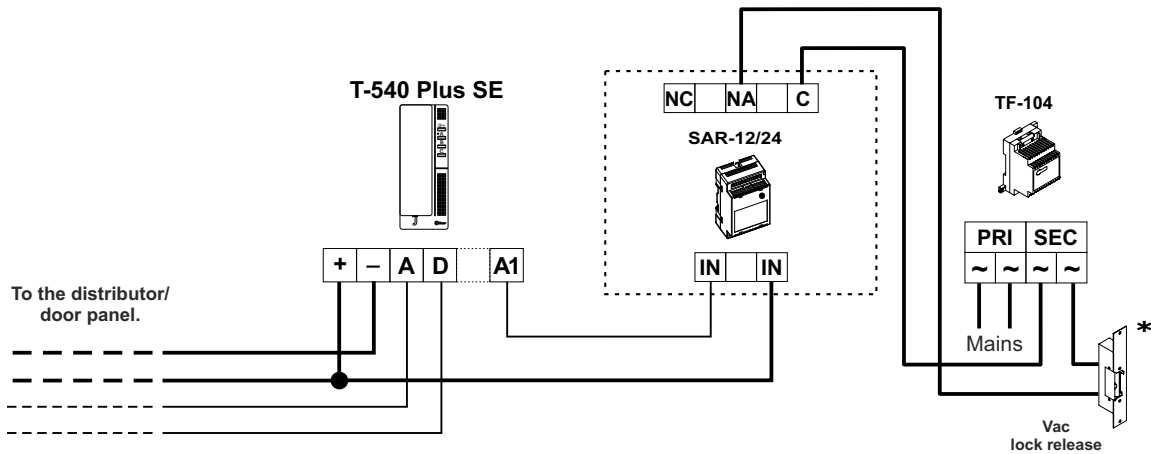 T-540 Plus SE
NC NA C
SAR-12/24
TF-104
PRI SEC
~ ~ ~ ~
+ – A D A1
IN IN
To the distributor/
door panel.
Mains
*
Vac
lock release